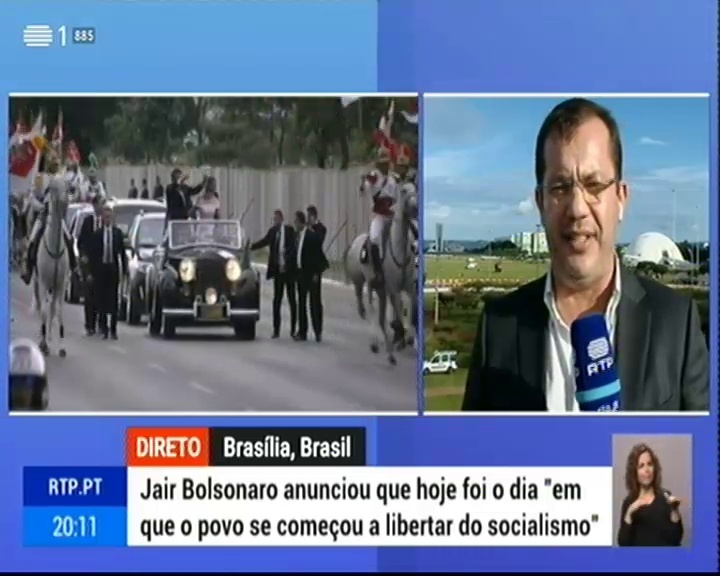 1 885
RTP
DIRETO Brasília, Brasil
RTP.PT
20:11
Jair Bolsonaro anunciou que hoje foi o dia "em
que o povo se começou a libertar do socialismo"